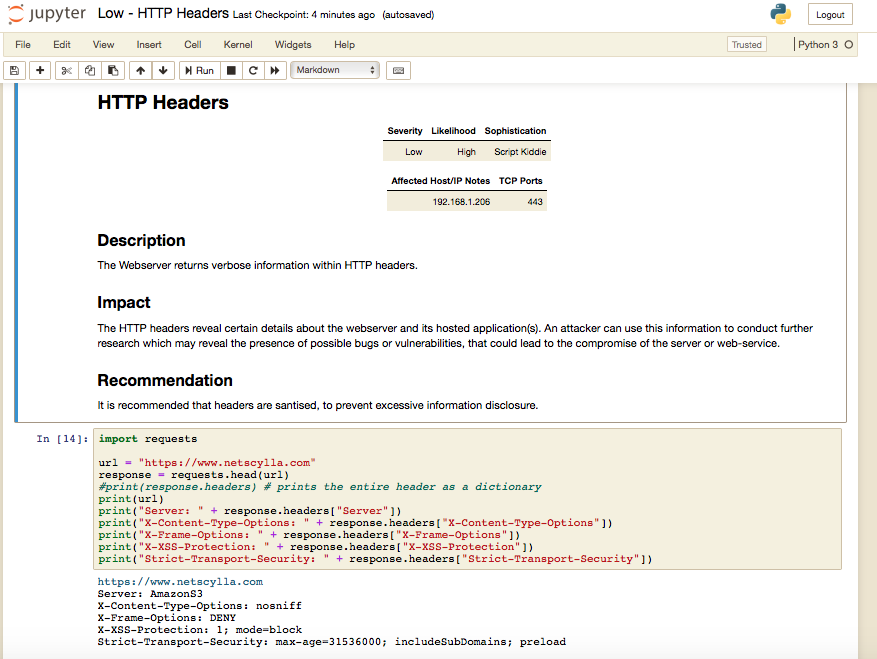 jupyter Low - HTTP Headers Last Checkpoint: 4 minutes ago (autosaved) Logout
File Edit View Insert Cell Kernel Widgets Help Trusted Python 3
Run Markdown
HTTP Headers
Severity Likelihood Sophistication
Low High Script Kiddie
Affected Host/IP Notes TCP Ports
192.168.1.206 443
Description
The Webserver returns verbose information within HTTP headers.
Impact
The HTTP headers reveal certain details about the webserver and its hosted application(s). An attacker can use this information to conduct further
research which may reveal the presence of possible bugs or vulnerabilities, that could lead to the compromise of the server or web-service.
Recommendation
It is recommended that headers are santised, to prevent excessive information disclosure.
In [14]: import requests
url = "https://www.netscylla.com"
response = requests.head(url)
#print(response.headers) # prints the entire header as a dictionary
print(url)
print("Server: " + response.headers["Server"])
print("X-Content-Type-Options: " + response.headers["X-Content-Type-Options"])
print("X-Frame-Options: " + response.headers["X-Frame-Options"])
print("X-XSS-Protection: " + response.headers["X-XSS-Protection"])
print("Strict-Transport-Security: " + response.headers["Strict-Transport-Security"])
https://www.netscylla.com
Server: AmazonS3
X-Content-Type-Options: nosniff
X-Frame-Options: DENY
X-XSS-Protection: 1; mode=block
Strict-Transport-Security: max-age=31536000; includeSubDomains; preload